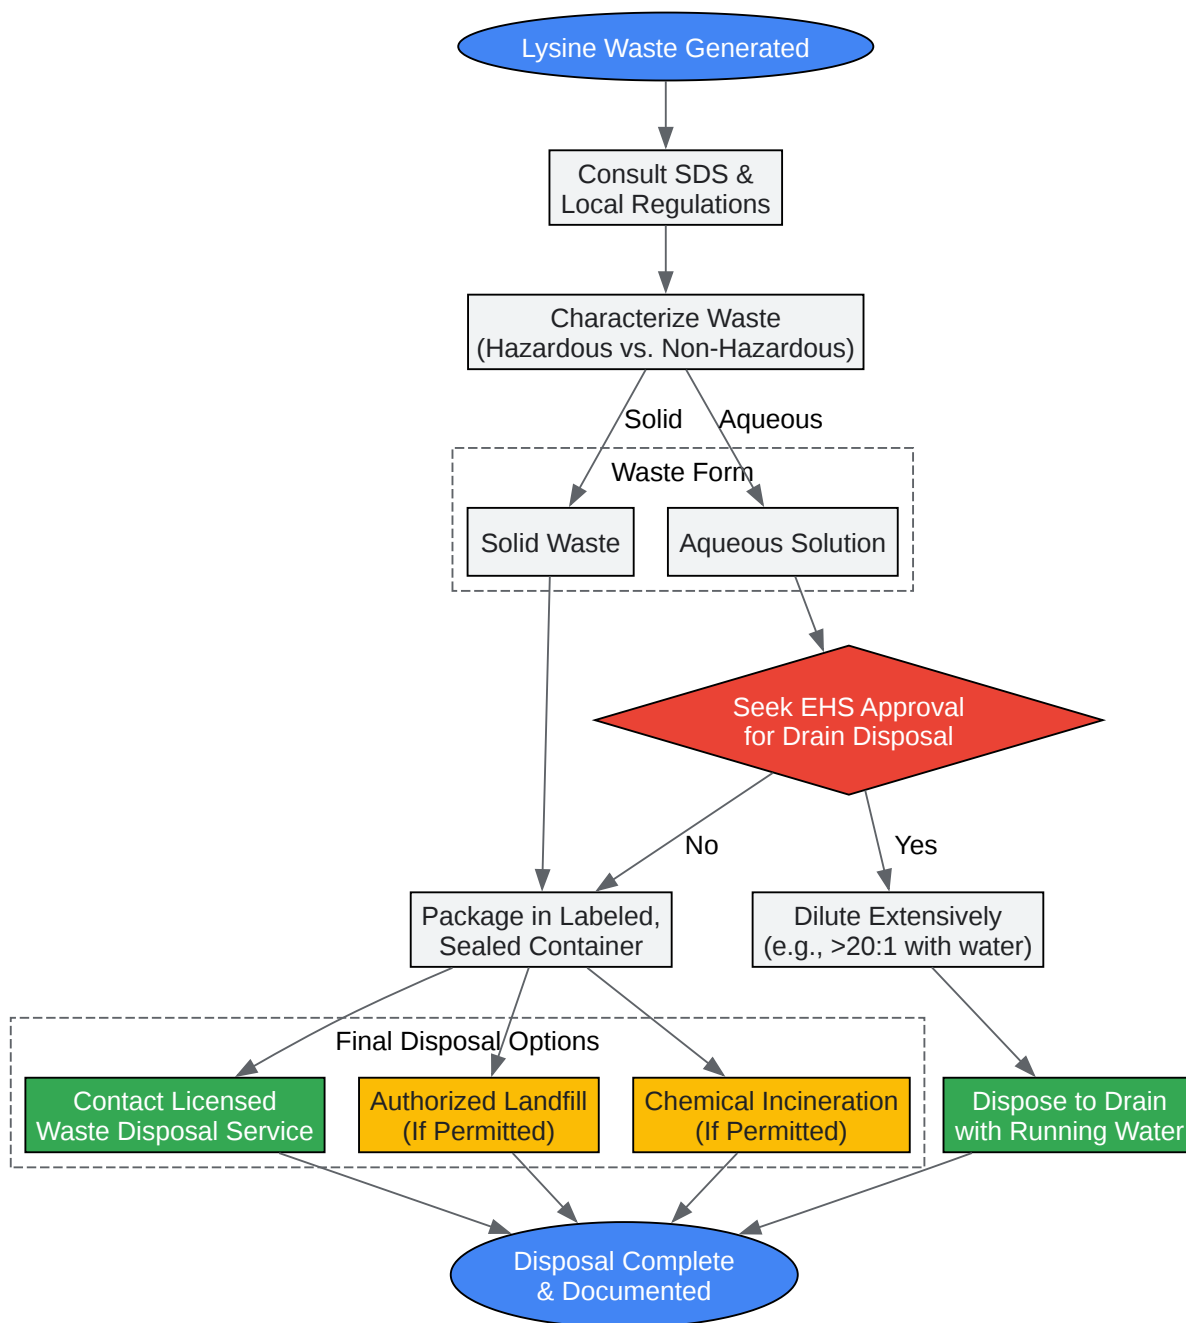 Lysine Waste Generated
Consult SDS &
Local Regulations
Characterize Waste
(Hazardous vs. Non-Hazardous)
Solid
Aqueous
Waste Form
Solid Waste
Aqueous Solution
Seek EHS Approval
for Drain Disposal
No
Yes
Package in Labeled,
Sealed Container
Dilute Extensively
(e.g., >20:1 with water)
Final Disposal Options
Contact Licensed
Waste Disposal Service
Authorized Landfill
(If Permitted)
Chemical Incineration
(If Permitted)
Dispose to Drain
with Running Water
Disposal Complete
& Documented